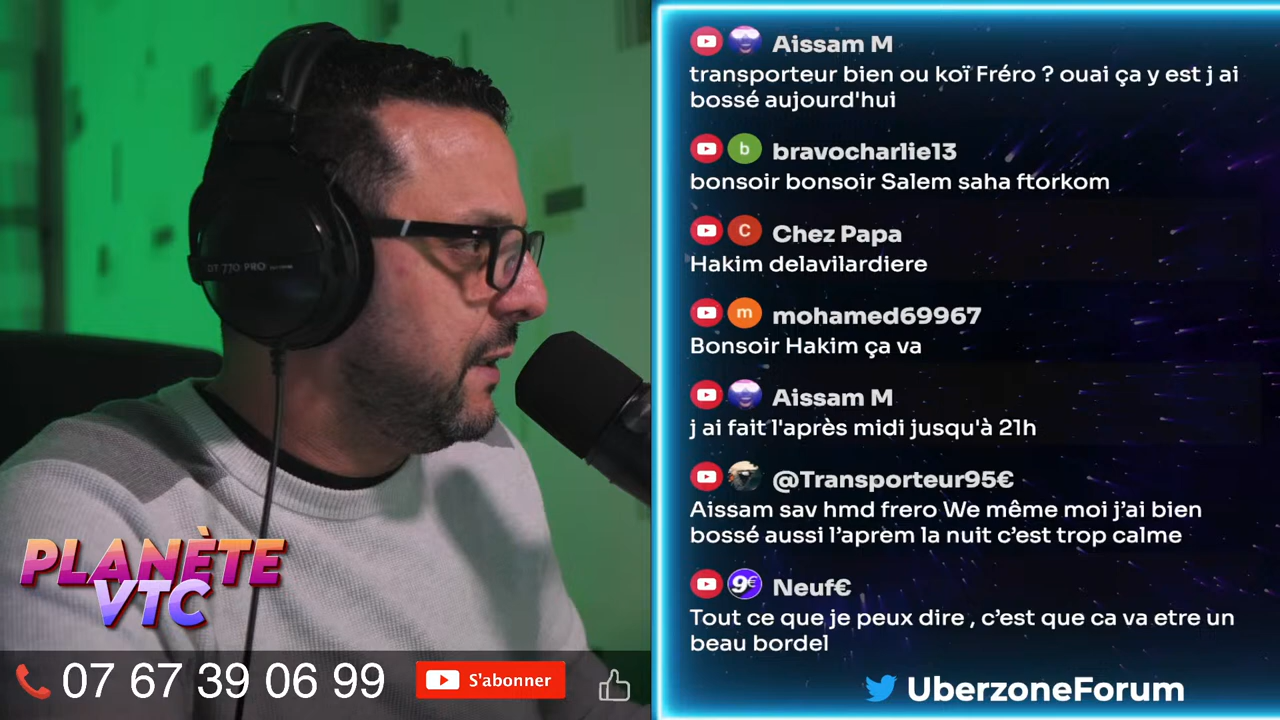 Aissam M
transporteur bien ou koï Fréro ? ouai ça y est j ai
bossé aujourd'hui
b bravocharlie13
bonsoir bonsoir Salem saha ftorkom
C Chez Papa
Hakim delavilardiere
m mohamed69967
Bonsoir Hakim ça va
Aissam M
j ai fait l'après midi jusqu'à 21h
@Transporteur95€
Aissam sav hmd frero We même moi j’ai bien
bossé aussi l’aprem la nuit c’est trop calme
9€ Neuf€
Tout ce que je peux dire , c’est que ca va etre un
beau bordel
UberzoneForum
DT 770 PRO
PLANÈTE
VTC
07 67 39 06 99
S'abonner